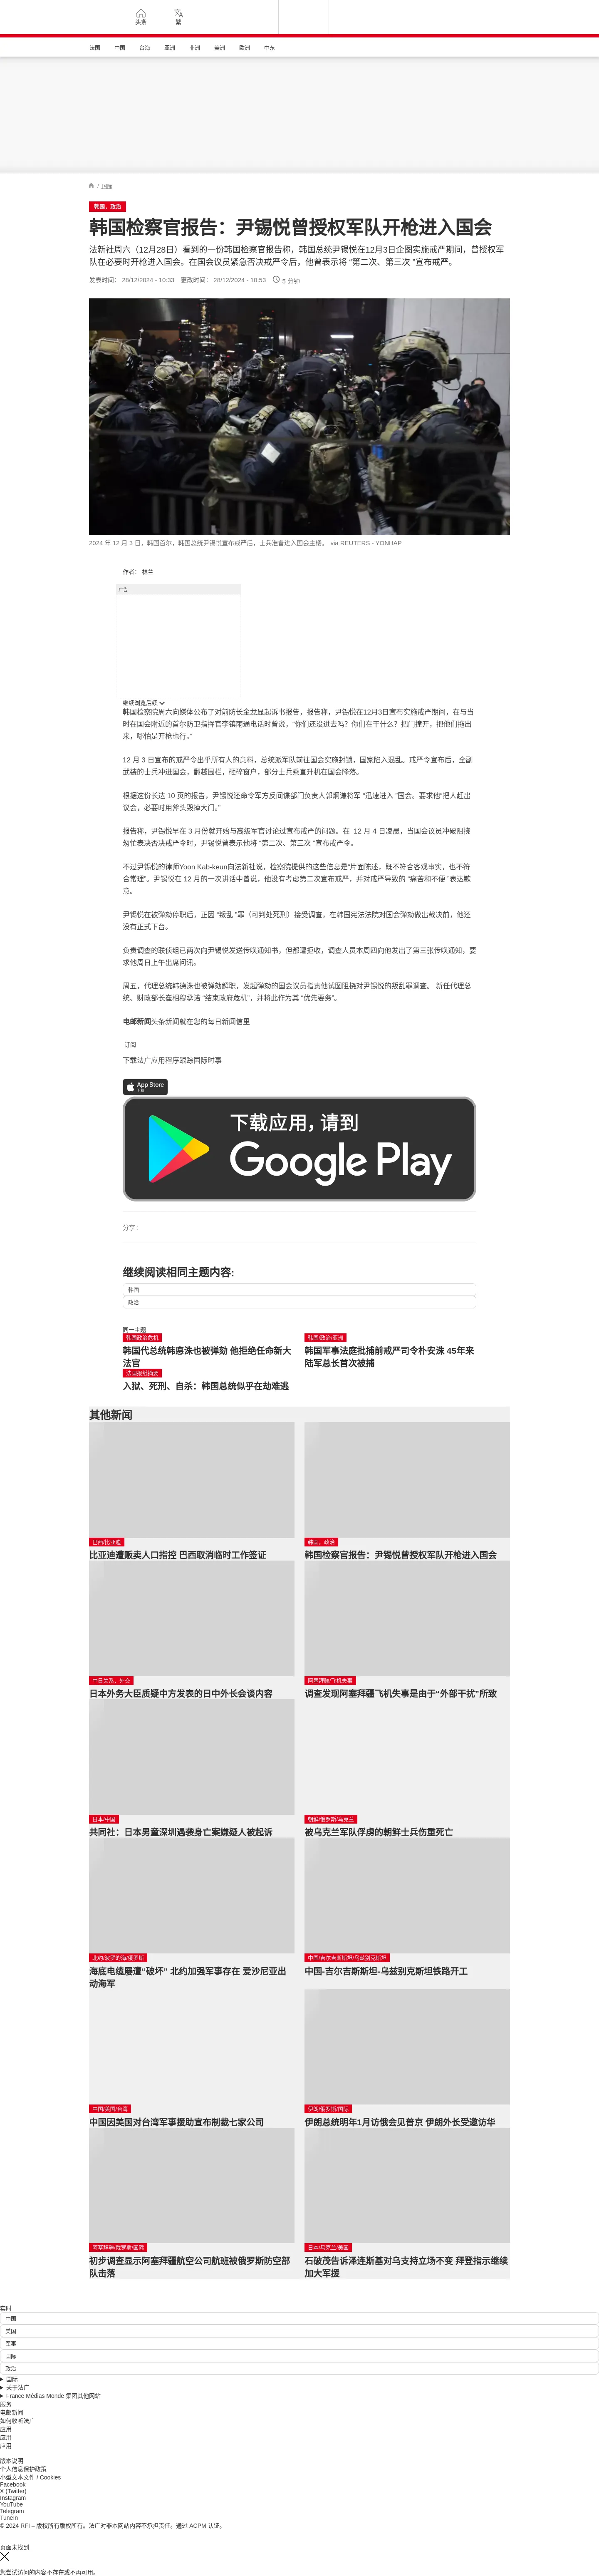 头条
繁
法国
中国
台海
亚洲
非洲
美洲
欧洲
中东
/ 国际
韩国，政治
韩国检察官报告：尹锡悦曾授权军队开枪进入国会
法新社周六（12月28日）看到的一份韩国检察官报告称，韩国总统尹锡悦在12月3日企图实施戒严期间，曾授权军
队在必要时开枪进入国会。在国会议员紧急否决戒严令后，他曾表示将 “第二次、第三次 ”宣布戒严。
发表时间： 28/12/2024 - 10:33 更改时间： 28/12/2024 - 10:53 5 分钟
2024 年 12 月 3 日，韩国首尔，韩国总统尹锡悦宣布戒严后，士兵准备进入国会主楼。 via REUTERS - YONHAP
作者： 林兰
广告
继续浏览后续
韩国检察院周六向媒体公布了对前防长金龙显起诉书报告，报告称，尹锡悦在12月3日宣布实施戒严期间，在与当
时在国会附近的首尔防卫指挥官李镇雨通电话时曾说，“你们还没进去吗？你们在干什么？把门撞开，把他们拖出
来，哪怕是开枪也行。”
12 月 3 日宣布的戒严令出乎所有人的意料，总统派军队前往国会实施封锁，国家陷入混乱。戒严令宣布后，全副
武装的士兵冲进国会，翻越围栏，砸碎窗户，部分士兵乘直升机在国会降落。
根据这份长达 10 页的报告，尹锡悦还命令军方反间谍部门负责人郭炯谦将军 “迅速进入 ”国会。要求他“把人赶出
议会，必要时用斧头毁掉大门。”
报告称，尹锡悦早在 3 月份就开始与高级军官讨论过宣布戒严的问题。在 12 月 4 日凌晨，当国会议员冲破阻挠
匆忙表决否决戒严令时，尹锡悦曾表示他将 “第二次、第三次 ”宣布戒严令。
不过尹锡悦的律师Yoon Kab-keun向法新社说，检察院提供的这些信息是“片面陈述，既不符合客观事实，也不符
合常理”。尹锡悦在 12 月的一次讲话中曾说，他没有考虑第二次宣布戒严，并对戒严导致的 “痛苦和不便 ”表达歉
意。
尹锡悦在被弹劾停职后，正因 “叛乱 ”罪（可判处死刑）接受调查，在韩国宪法法院对国会弹劾做出裁决前，他还
没有正式下台。
负责调查的联侦组已两次向尹锡悦发送传唤通知书，但都遭拒收，调查人员本周四向他发出了第三张传唤通知，要
求他周日上午出席问讯。
周五，代理总统韩德洙也被弹劾解职，发起弹劾的国会议员指责他试图阻挠对尹锡悦的叛乱罪调查。 新任代理总
统、财政部长崔相穆承诺 “结束政府危机”，并将此作为其 “优先要务”。
电邮新闻头条新闻就在您的每日新闻信里
订阅
下载法广应用程序跟踪国际时事
App Store
下载
下载应用，请到
Google Play
分享 :
继续阅读相同主题内容:
韩国
政治
同一主题
韩国政治危机
韩国代总统韩悳洙也被弹劾 他拒绝任命新大
法官
韩国/政治/亚洲
韩国军事法庭批捕前戒严司令朴安洙 45年来
陆军总长首次被捕
法国报纸摘要
入狱、死刑、自杀：韩国总统似乎在劫难逃
其他新闻
巴西/比亚迪
比亚迪遭贩卖人口指控 巴西取消临时工作签证
韩国，政治
韩国检察官报告：尹锡悦曾授权军队开枪进入国会
中日关系，外交
日本外务大臣质疑中方发表的日中外长会谈内容
阿塞拜疆/飞机失事
调查发现阿塞拜疆飞机失事是由于“外部干扰”所致
日本/中国
共同社：日本男童深圳遇袭身亡案嫌疑人被起诉
朝鲜/俄罗斯/乌克兰
被乌克兰军队俘虏的朝鲜士兵伤重死亡
北约/波罗的海/俄罗斯
海底电缆屡遭“破坏” 北约加强军事存在 爱沙尼亚出
动海军
中国/吉尔吉斯斯坦/乌兹别克斯坦
中国-吉尔吉斯斯坦-乌兹别克斯坦铁路开工
中国/美国/台湾
中国因美国对台湾军事援助宣布制裁七家公司
伊朗/俄罗斯/国际
伊朗总统明年1月访俄会见普京 伊朗外长受邀访华
阿塞拜疆/俄罗斯/国际
初步调查显示阿塞拜疆航空公司航班被俄罗斯防空部
队击落
日本/乌克兰/美国
石破茂告诉泽连斯基对乌支持立场不变 拜登指示继续
加大军援
实时
中国
美国
军事
国际
政治
国际
关于法广
France Médias Monde 集团其他网站
服务
电邮新闻
如何收听法广
应用
应用
应用
版本说明
个人信息保护政策
小型文本文件 / Cookies
Facebook
X (Twitter)
Instagram
YouTube
Telegram
Tunein
© 2024 RFI – 版权所有版权所有。法广对非本网站内容不承担责任。通过 ACPM 认证。
页面未找到
您尝试访问的内容不存在或不再可用。